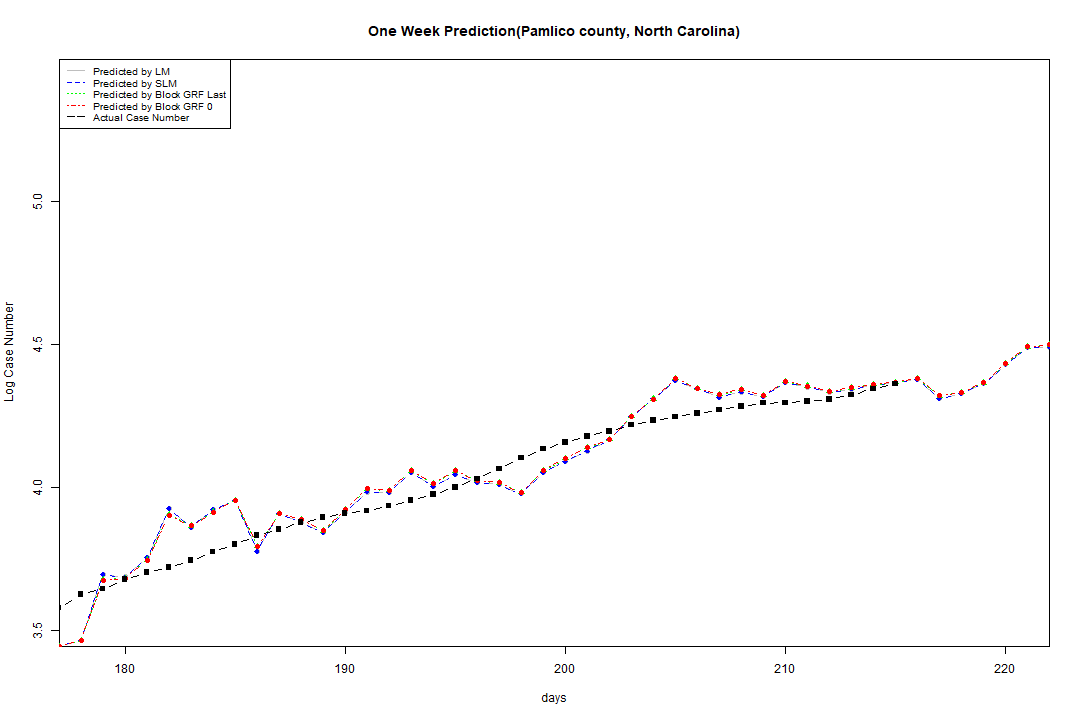 One Week Prediction(Pamlico county, North Carolina)
Predicted by LM
Predicted by SLM
Predicted by Block GRF Last
Predicted by Block GRF 0
Actual Case Number
Log Case Number
5.0
4.5
4.0
3.5
180 190 200 210 220
days